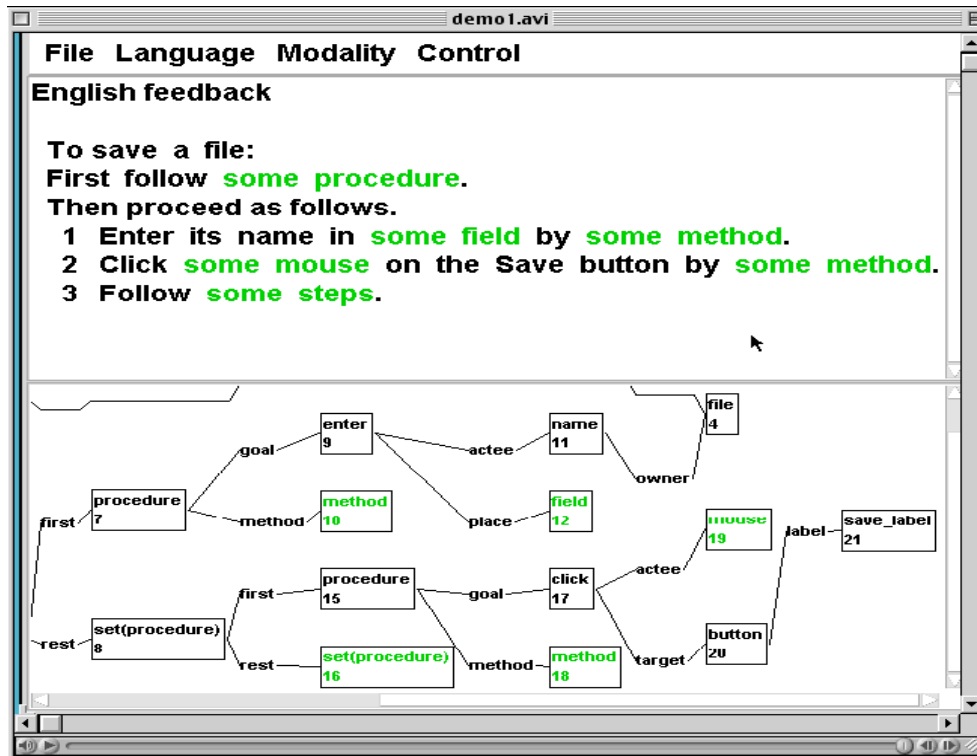 demo1.avi
File Language Modality Control
English feedback
To save a file:
First follow some procedure.
Then proceed as follows.
1 Enter its name in some field by some method.
2 Click some mouse on the Save button by some method.
3 Follow some steps.
file
4
enter
9
name
11
goal
actee
owner
procedure
7
method
10
field
12
first
method
place
mouse
19
save_label
21
label
actee
procedure
15
click
17
first
goal
set(procedure)
8
button
20
rest
set(procedure)
16
method
18
rest
method
target